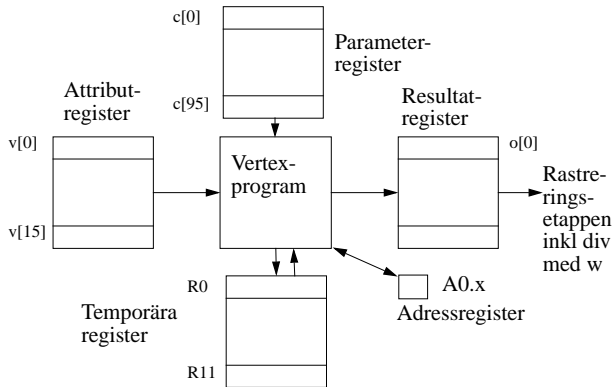 c[0]
Parameter-
register
c[95]
Attribut-
register
Resultat-
register
v[0]
v[15]
Vertex-
program
o[0]
Rastre-
rings-
etappen
inkl div
med w
R0
Temporära
register
R11
A0.x
Adressregister